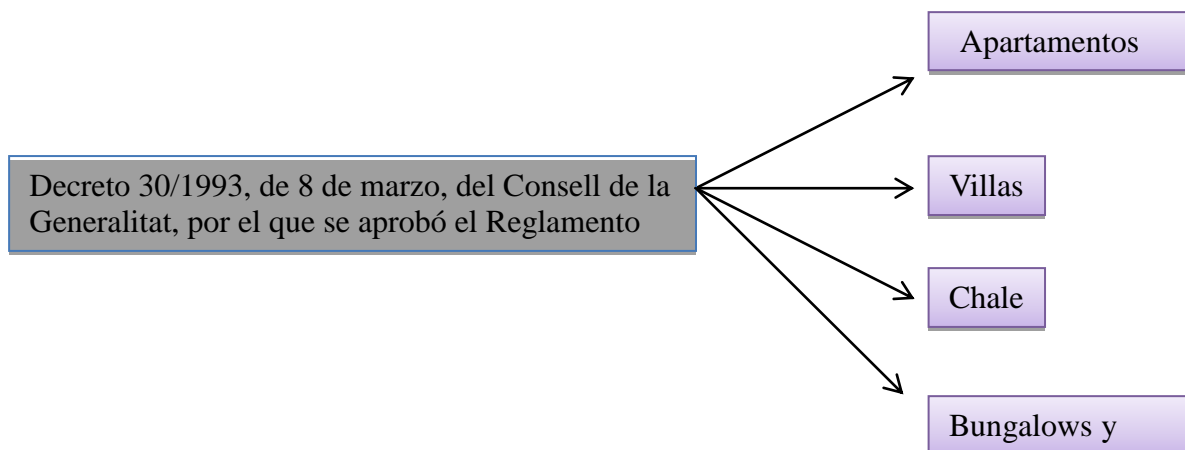 Apartamentos
Decreto 30/1993, de 8 de marzo, del Consell de la
Generalitat, por el que se aprobó el Reglamento
Villas
Chale
Bungalows y